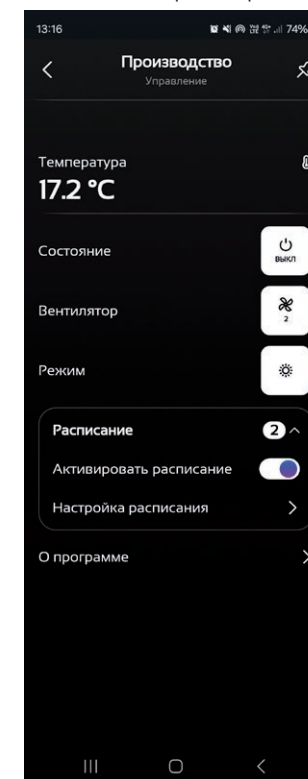 13:16 74%
Производство
Управление
Температура
17.2 °C
Состояние
ВЫКЛ
Вентилятор
2
Режим
Расписание 2
Активировать расписание
Настройка расписания
О программе